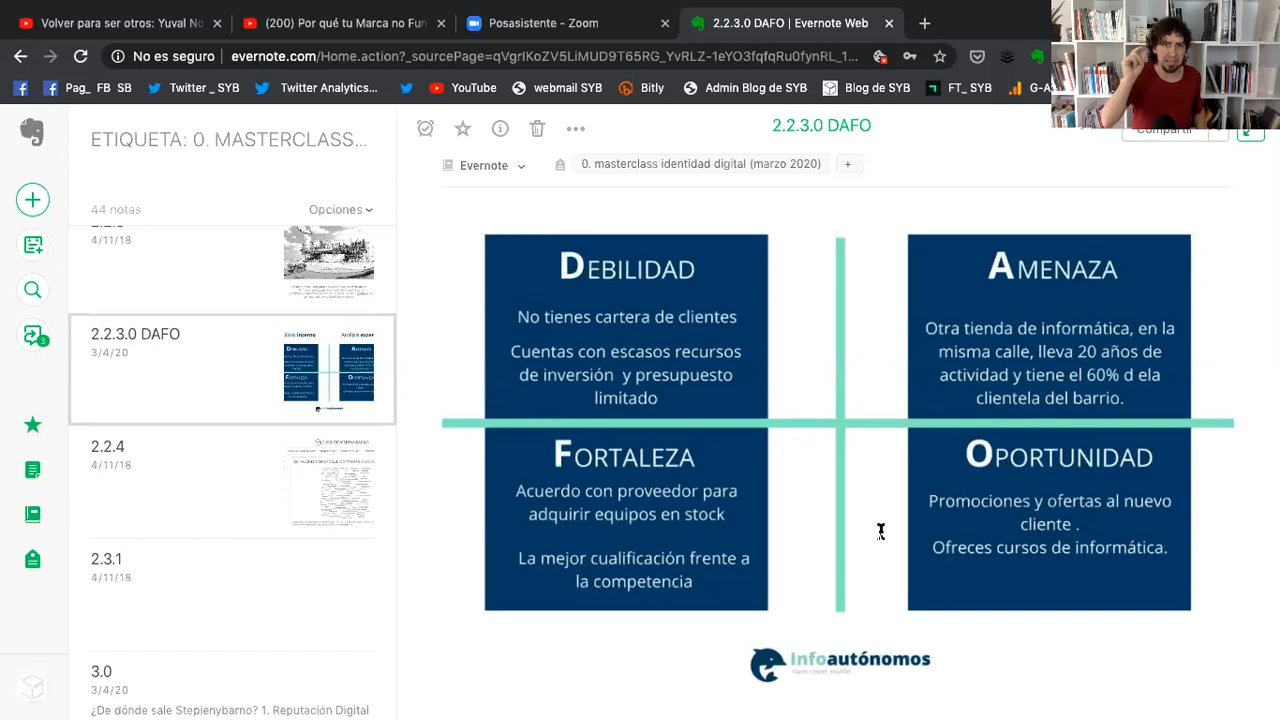 Volver para ser otros: Yuval No
(200) Por qué tu Marca no Fun
Posasistente - Zoom
2.2.3.0 DAFO | Evernote Web
No es seguro
evernote.com/Home.action?_sourcePage=qVgrIKoZV5LiMUD9T65RG_YvRLZ-1eYO3fqfqRu0fynRL_1...
Pag_ FB SB
Twitter _ SYB
Twitter Analytics...
YouTube
webmail SYB
Bitly
Admin Blog de SYB
Blog de SYB
FT_ SYB
G-A
ETIQUETA: 0. MASTERCLASS...
44 notas
Opciones
4/11/18
2.2.3.0 DAFO
3/4/20
2.2.4
4/11/18
2.3.1
4/11/18
3.0
3/4/20
¿De dónde sale Stepienybarno? 1. Reputación Digital
3
2.2.3.0 DAFO
Compartir
Evernote
0. masterclass identidad digital (marzo 2020)
+
DEBILIDAD
No tienes cartera de clientes
Cuentas con escasos recursos
de inversión y presupuesto
limitado
AMENAZA
Otra tienda de informática, en la
misma calle, lleva 20 años de
actividad y tiene el 60% d ela
clientela del barrio.
FORTALEZA
Acuerdo con proveedor para
adquirir equipos en stock
La mejor cualificación frente a
la competencia
OPORTUNIDAD
Promociones y ofertas al nuevo
cliente .
Ofreces cursos de informática.
Infoautónomos